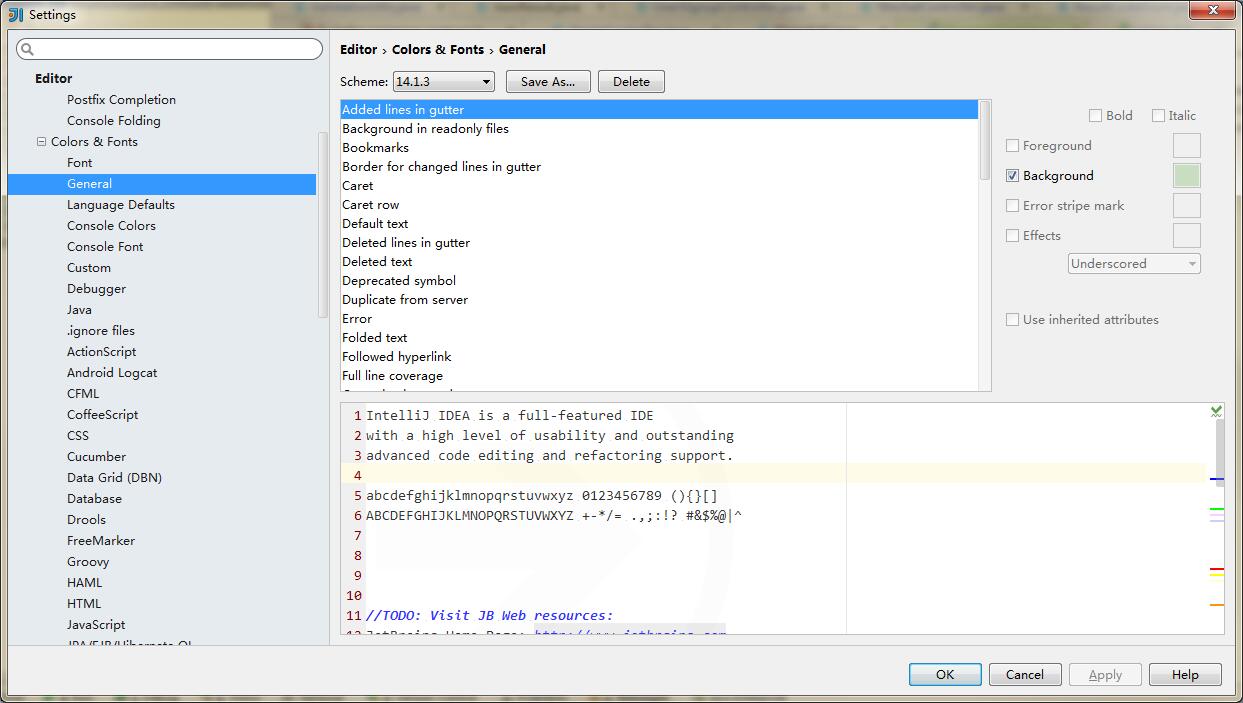 Settings
Editor
Postfix Completion
Console Folding
Colors & Fonts
Font
General
Language Defaults
Console Colors
Console Font
Custom
Debugger
Java
.ignore files
ActionScript
Android Logcat
CFML
CoffeeScript
CSS
Cucumber
Data Grid (DBN)
Database
Drools
FreeMarker
Groovy
HAML
HTML
JavaScript
Editor › Colors & Fonts › General
Scheme: 14.1.3 Save As... Delete
Added lines in gutter
Background in readonly files
Bookmarks
Border for changed lines in gutter
Caret
Caret row
Default text
Deleted lines in gutter
Deleted text
Deprecated symbol
Duplicate from server
Error
Folded text
Followed hyperlink
Full line coverage
Bold Italic
Foreground
Background
Error stripe mark
Effects
Underscored
Use inherited attributes
1 IntelliJ IDEA is a full-featured IDE
2 with a high level of usability and outstanding
3 advanced code editing and refactoring support.
4
5 abcdefghijklmnopqrstuvwxyz 0123456789 (){}[]
6 ABCDEFGHIJKLMNOPQRSTUVWXYZ +-*/= .,;:!? #&$%@|^
7
8
9
10
11 //TODO: Visit JB Web resources:
12 JetBrains Home Page: http://www.jetbrains.com
OK Cancel Apply Help